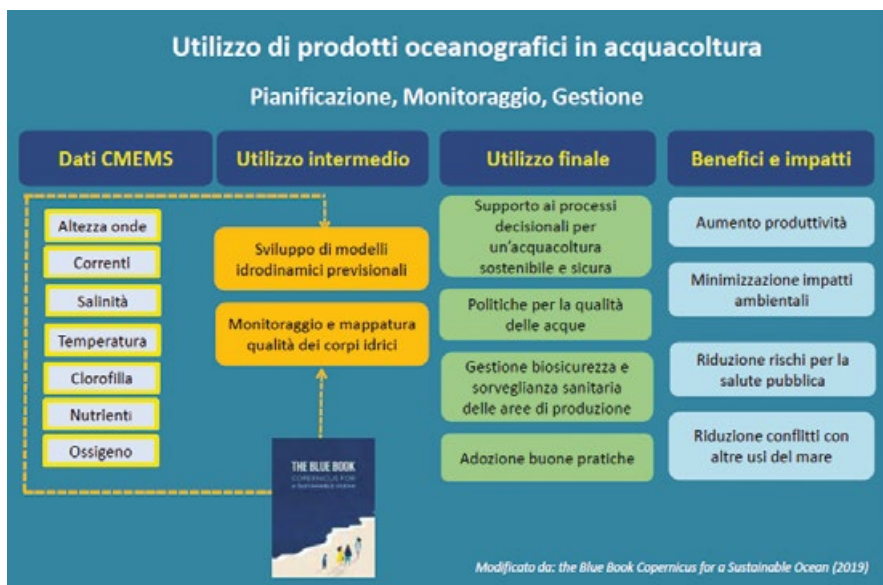 Utilizzo di prodotti oceanografici in acquacoltura
Pianificazione, Monitoraggio, Gestione
Dati CMEMS
Altezza onde
Correnti
Salinità
Temperatura
Clorofilla
Nutrienti
Ossigeno
Utilizzo intermedio
Sviluppo di modelli
idrodinamici previsionali
Monitoraggio e mappatura
qualità dei corpi idrici
THE BLUE BOOK
COPERNICUS FOR
A SUSTAINABLE OCEAN
Utilizzo finale
Supporto ai processi
decisionali per
un'acquacoltura
sostenibile e sicura
Politiche per la qualità
delle acque
Gestione biosicurezza e
sorveglianza sanitaria
delle aree di produzione
Adozione buone pratiche
Benefici e impatti
Aumento produttività
Minimizzazione impatti
ambientali
Riduzione rischi per la
salute pubblica
Riduzione conflitti con
altre usi del mare
Modificato da: the Blue Book Copernicus for a Sustainable Ocean (2019)